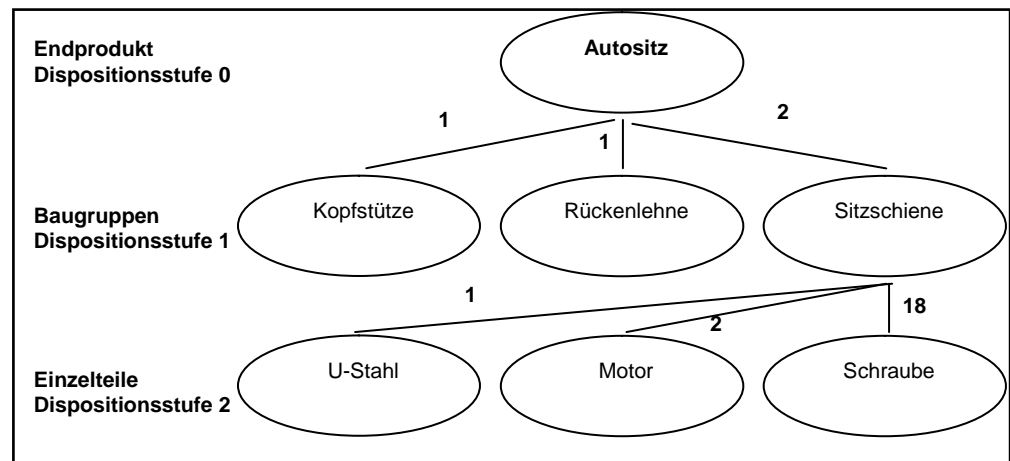 Endprodukt
Dispositionsstufe 0
Autositz
1
1
2
Baugruppen
Dispositionsstufe 1
Kopfstütze
Rückenlehne
Sitzschiene
1
2
18
Einzelteile
Dispositionsstufe 2
U-Stahl
Motor
Schraube